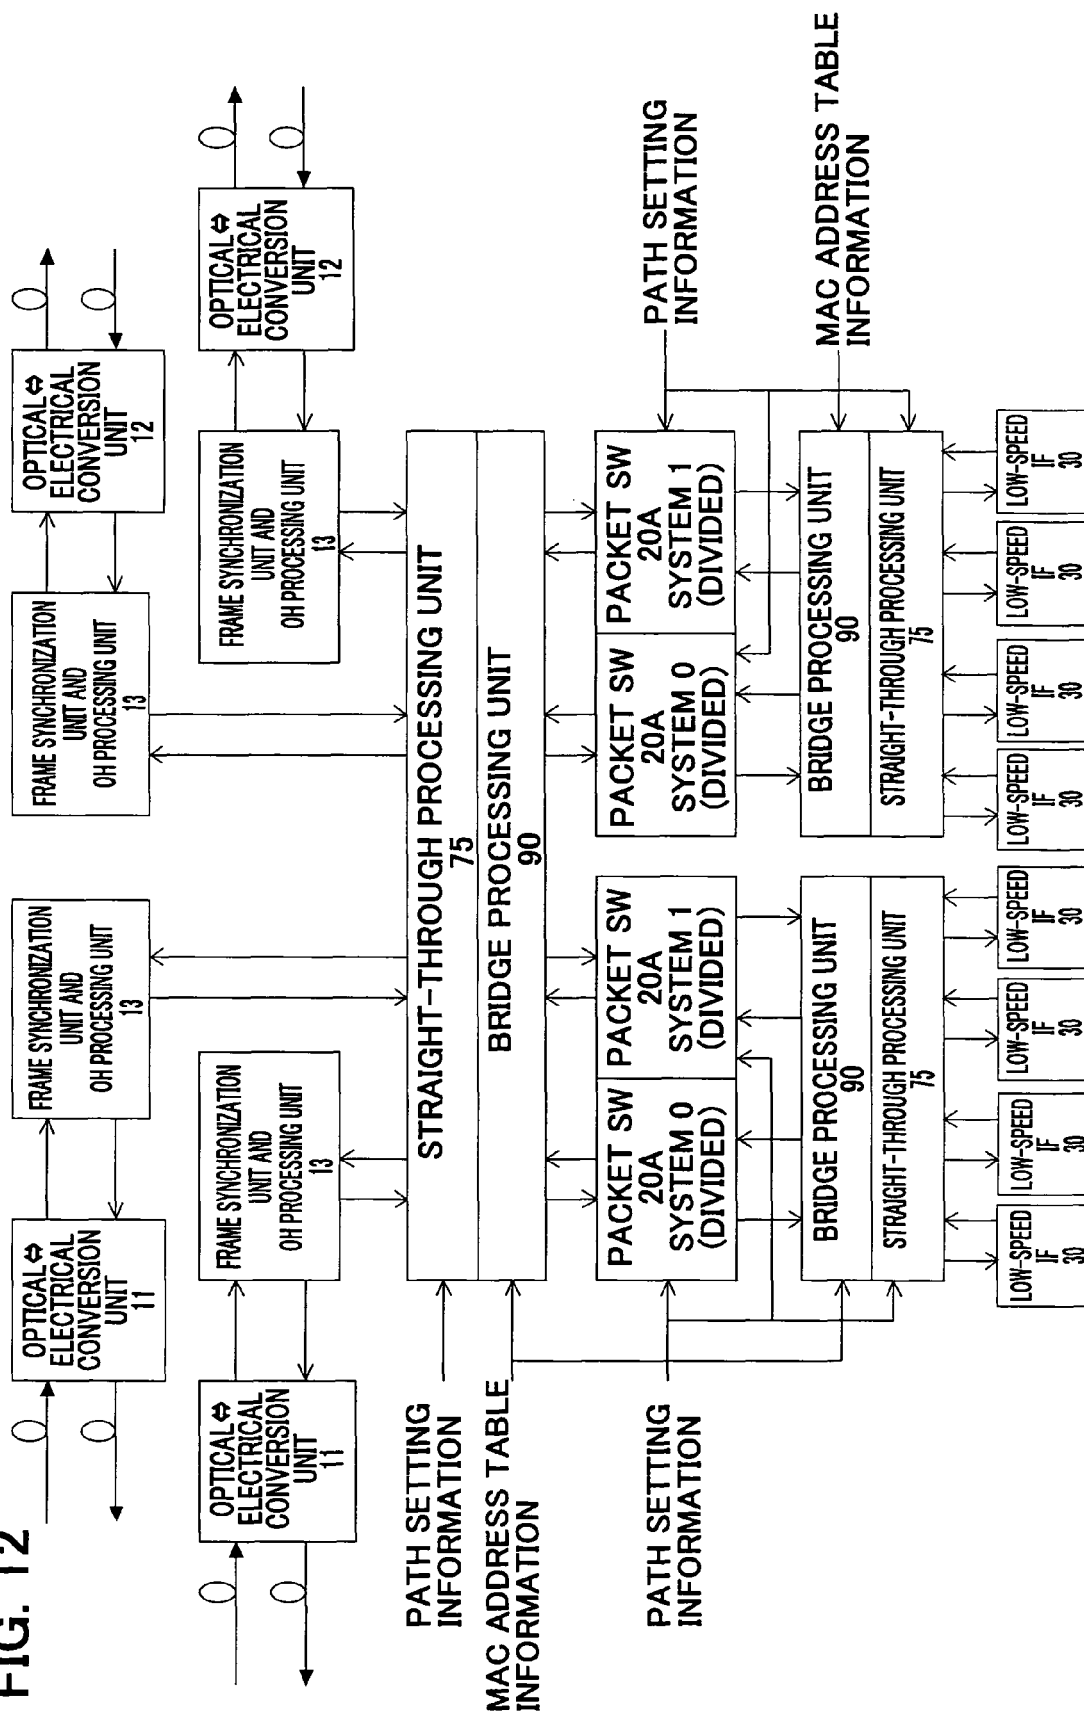 FIG. 12
OPTICAL⇔
ELECTRICAL
CONVERSION
UNIT
11
FRAME SYNCHRONIZATION
UNIT AND
OH PROCESSING UNIT
13
FRAME SYNCHRONIZATION
UNIT AND
OH PROCESSING UNIT
13
OPTICAL⇔
ELECTRICAL
CONVERSION
UNIT
12
OPTICAL⇔
ELECTRICAL
CONVERSION
UNIT
11
FRAME SYNCHRONIZATION
UNIT AND
OH PROCESSING UNIT
13
FRAME SYNCHRONIZATION
UNIT AND
OH PROCESSING UNIT
13
OPTICAL⇔
ELECTRICAL
CONVERSION
UNIT
12
PATH SETTING
INFORMATION
STRAIGHT-THROUGH PROCESSING UNIT
75
MAC ADDRESS TABLE
INFORMATION
BRIDGE PROCESSING UNIT
90
PATH SETTING
INFORMATION
PACKET SW
20A
SYSTEM 0
(DIVIDED)
PACKET SW
20A
SYSTEM 1
(DIVIDED)
PACKET SW
20A
SYSTEM 0
(DIVIDED)
PACKET SW
20A
SYSTEM 1
(DIVIDED)
PATH SETTING
INFORMATION
BRIDGE PROCESSING UNIT
90
STRAIGHT-THROUGH PROCESSING UNIT
75
BRIDGE PROCESSING UNIT
90
STRAIGHT-THROUGH PROCESSING UNIT
75
MAC ADDRESS TABLE
INFORMATION
LOW-SPEED
IF
30
LOW-SPEED
IF
30
LOW-SPEED
IF
30
LOW-SPEED
IF
30
LOW-SPEED
IF
30
LOW-SPEED
IF
30
LOW-SPEED
IF
30
LOW-SPEED
IF
30